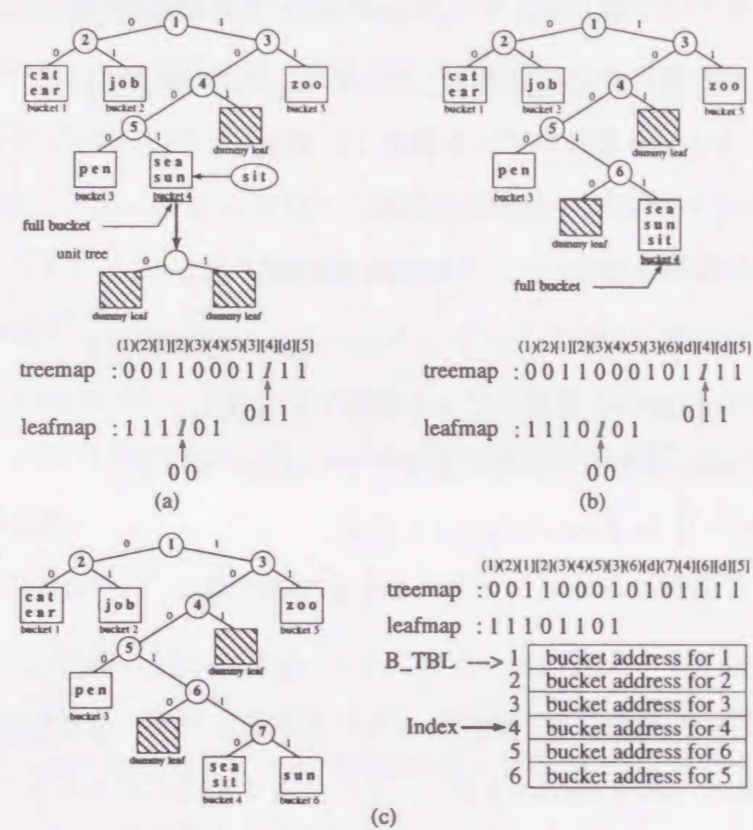 0 1 1
2 3
0 1 0 1
cat ear job 4 zoo
bucket 1 bucket 2 0 1 bucket 5
5
0 1 dummy leaf
pen sea sun sit
bucket 3 bucket 4
full bucket
unit tree
0 1
dummy leaf dummy leaf
(1)(2)[1][2](3)(4)(5)[3][4][d][5]
treemap : 0 0 1 1 0 0 0 1 1 1 1
0 1 1
leafmap : 1 1 1 1 0 1
0 0
(a)
0 1 1
2 3
0 1 0 1
cat ear job 4 zoo
bucket 1 bucket 2 0 1 bucket 5
5
0 1 dummy leaf
pen 6
bucket 3 0 1
sea sun sit
dummy leaf bucket 4
full bucket
(1)(2)[1][2](3)(4)(5)[3](6)[d][4][d][5]
treemap : 0 0 1 1 0 0 0 1 0 1 1 1 1
0 1 1
leafmap : 1 1 1 0 1 0 1
0 0
(b)
0 1 1
2 3
0 1 0 1
cat ear job 4 zoo
bucket 1 bucket 2 0 1 bucket 5
5
0 1 dummy leaf
pen 6
bucket 3 0 1
7
dummy leaf 0 1
sea sit sun
bucket 4 bucket 6
(1)(2)[1][2](3)(4)(5)[3](6)[d](7)[4][6][d][5]
treemap : 0 0 1 1 0 0 0 1 0 1 0 1 1 1 1
leafmap : 1 1 1 0 1 1 0 1
B_TBL ---> 1 bucket address for 1
2 bucket address for 2
3 bucket address for 3
Index 4 bucket address for 4
5 bucket address for 6
6 bucket address for 5
(c)